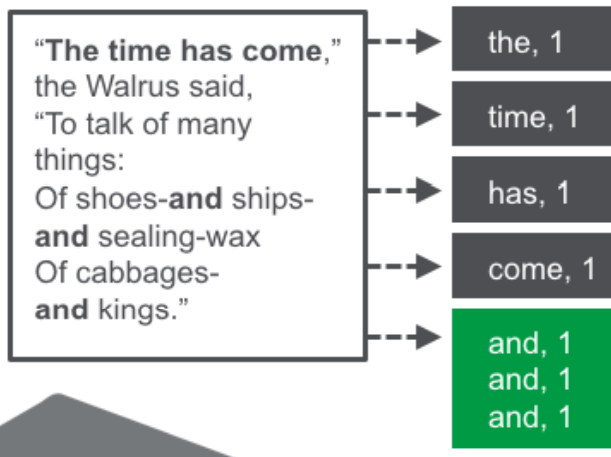 “The time has come,”
the Walrus said,
“To talk of many
things:
Of shoes-and ships-
and sealing-wax
Of cabbages-
and kings.”
the, 1
time, 1
has, 1
come, 1
and, 1
and, 1
and, 1